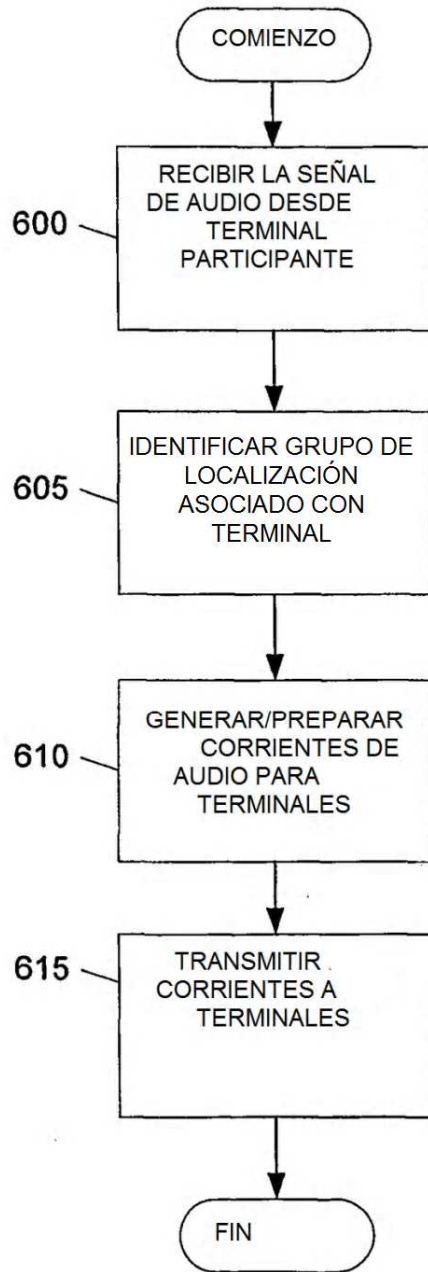 COMIENZO
600
RECIBIR LA SEÑAL
DE AUDIO DESDE
TERMINAL
PARTICIPANTE
605
IDENTIFICAR GRUPO DE
LOCALIZACIÓN
ASOCIADO CON
TERMINAL
610
GENERAR/PREPARAR
CORRIENTES DE
AUDIO PARA
TERMINALES
615
TRANSMITIR
CORRIENTES A
TERMINALES
FIN